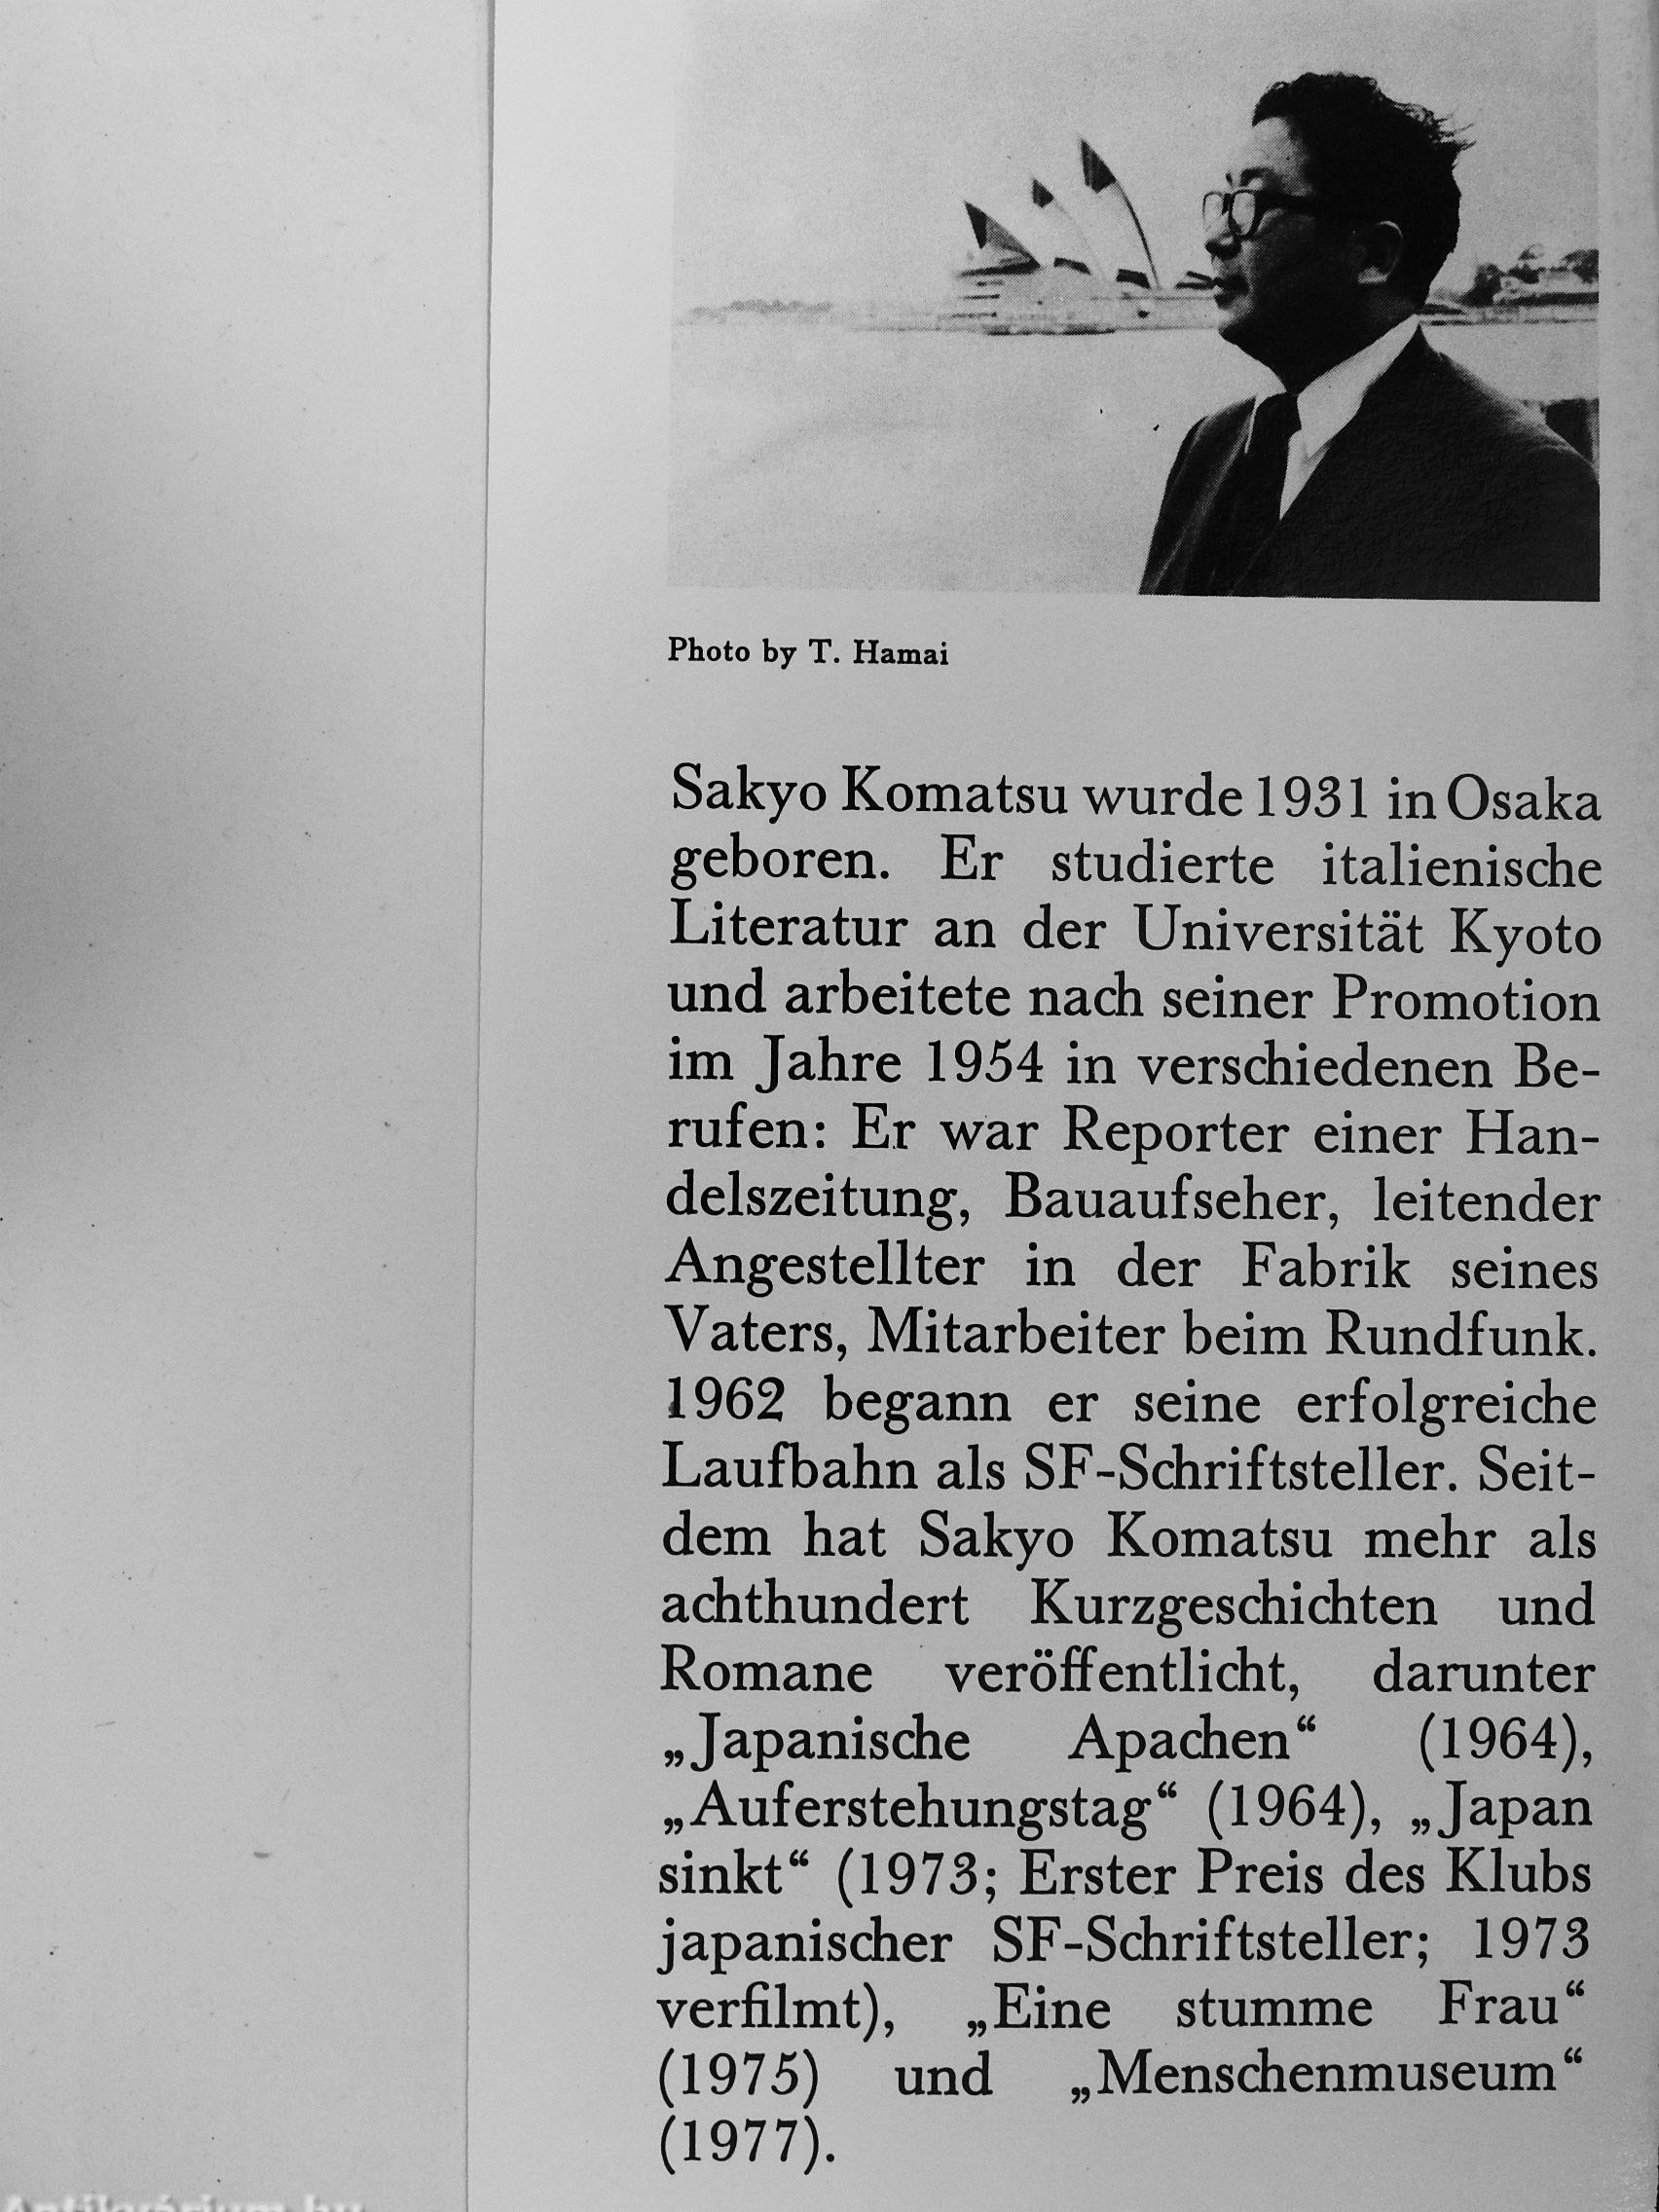 Photo by T. Hamai
Sakyo Komatsu wurde 1931 in Osaka
geboren. Er studierte italienische
Literatur an der Universität Kyoto
und arbeitete nach seiner Promotion
im Jahre 1954 in verschiedenen Be-
rufen: Er war Reporter einer Han-
delszeitung, Bauaufseher, leitender
Angestellter in der Fabrik seines
Vaters, Mitarbeiter beim Rundfunk.
1962 begann er seine erfolgreiche
Laufbahn als SF-Schriftsteller. Seit-
dem hat Sakyo Komatsu mehr als
achthundert Kurzgeschichten und
Romane veröffentlicht, darunter
„Japanische Apachen“ (1964),
„Auferstehungstag“ (1964), „Japan
sinkt“ (1973; Erster Preis des Klubs
japanischer SF-Schriftsteller; 1973
verfilmt), „Eine stumme Frau“
(1975) und „Menschenmuseum“
(1977).